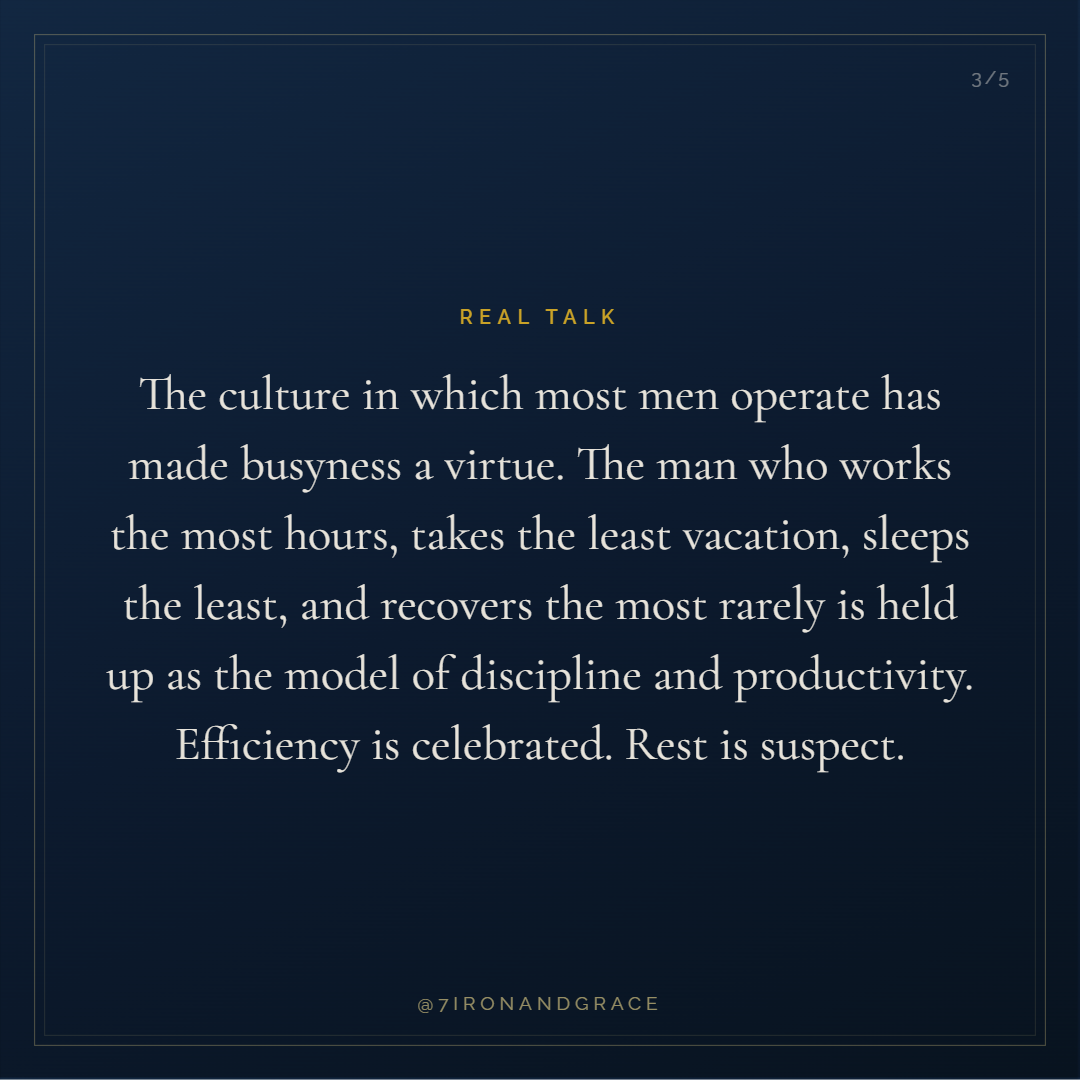 3/5
REAL TALK
The culture in which most men operate has
made busyness a virtue. The man who works
the most hours, takes the least vacation, sleeps
the least, and recovers the most rarely is held
up as the model of discipline and productivity.
Efficiency is celebrated. Rest is suspect.
@7IRONANDGRACE